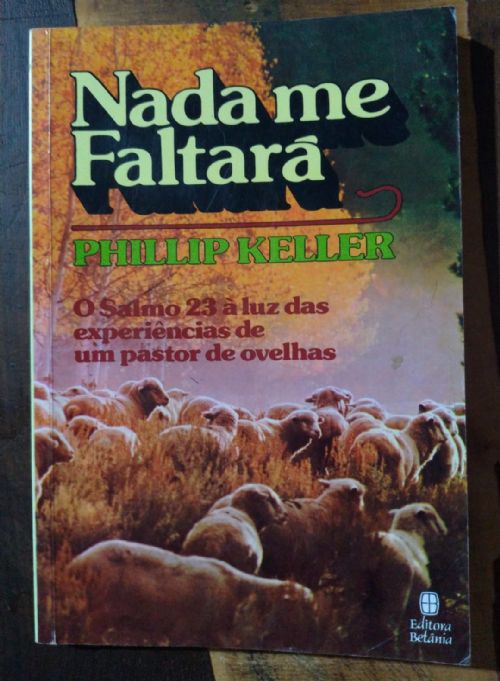 Nada me
Faltará
PHILLIP KELLER
O Salmo 23 à luz das
experiências de
um pastor de ovelhas
Editora
Betânia